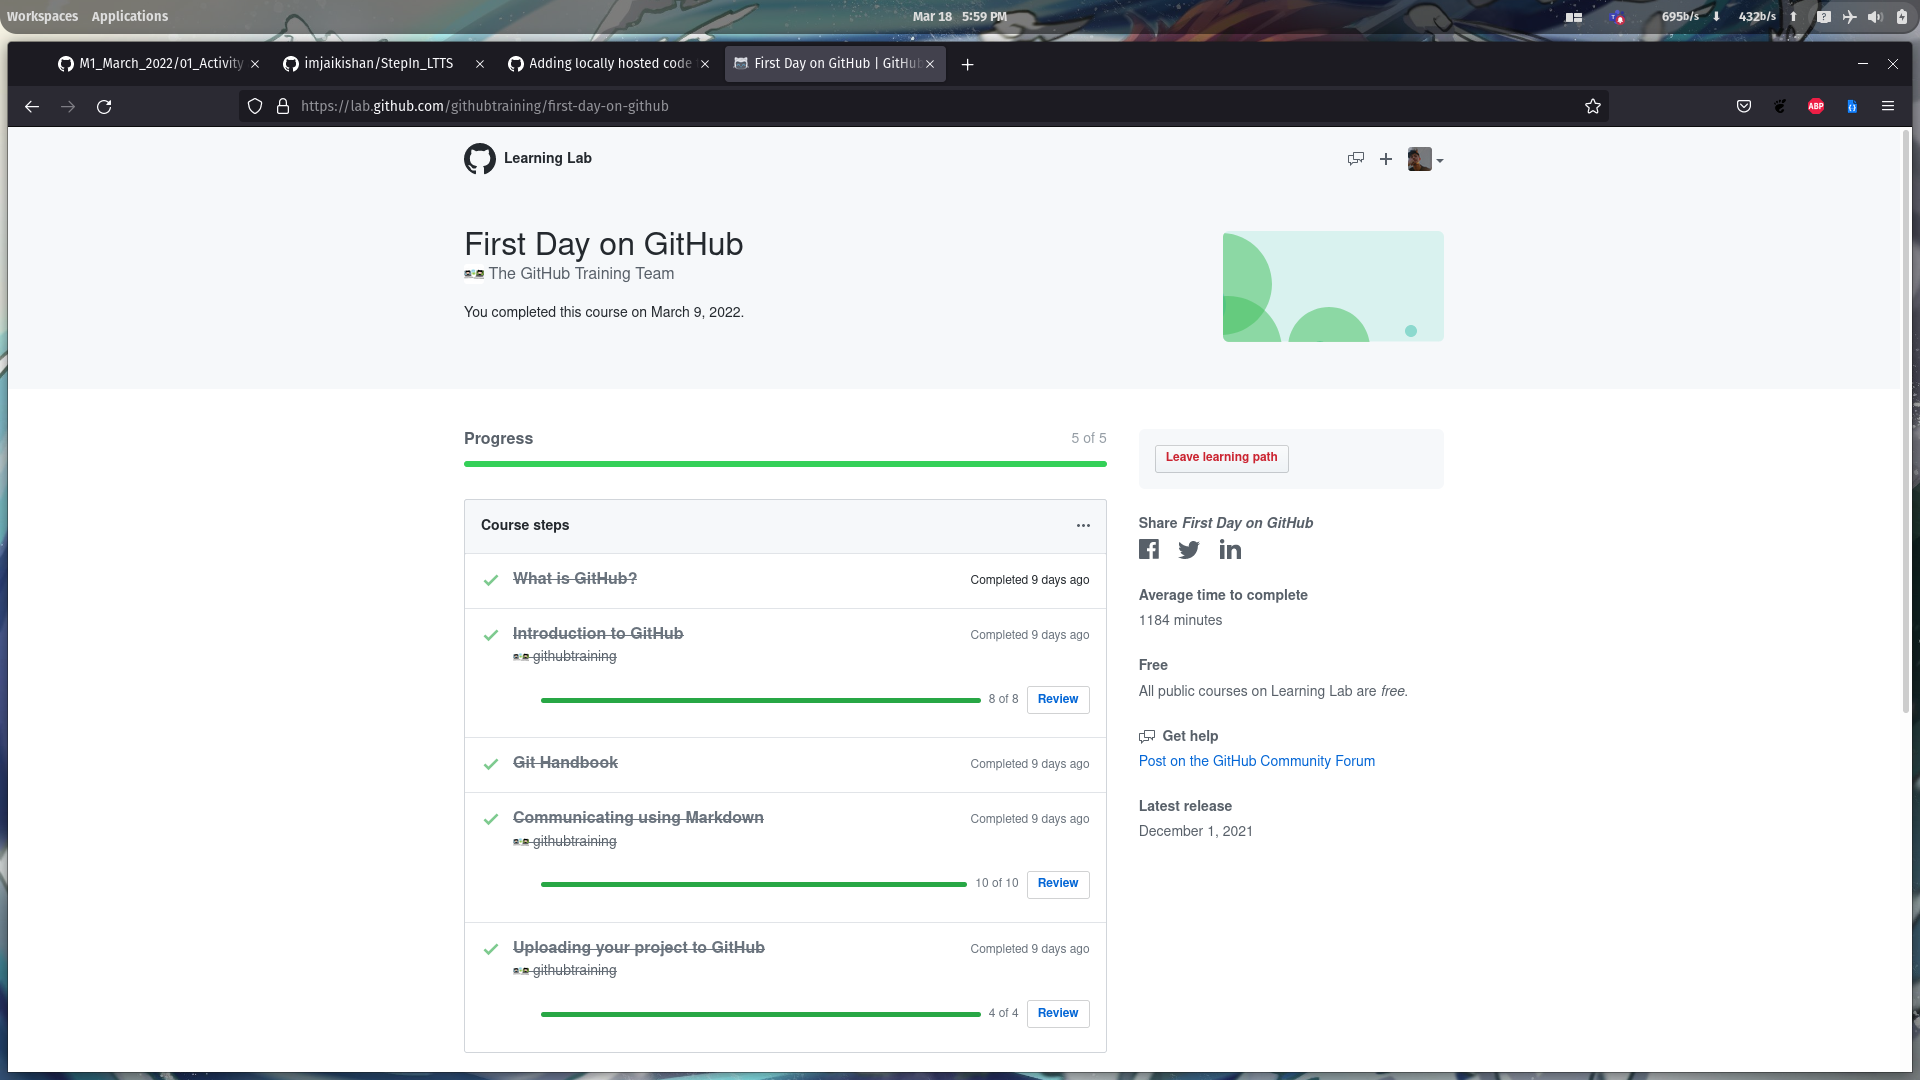 Workspaces Applications Mar 18 5:59 PM 695b/s 432b/s
M1_March_2022/01_Activity imjaikishan/StepIn_LTTS Adding locally hosted code First Day on GitHub | GitHub
https://lab.github.com/githubtraining/first-day-on-github ABP
Learning Lab
First Day on GitHub
The GitHub Training Team
You completed this course on March 9, 2022.
Progress 5 of 5
Course steps
What is GitHub? Completed 9 days ago
Introduction to GitHub Completed 9 days ago
githubtraining
8 of 8 Review
Git Handbook Completed 9 days ago
Communicating using Markdown Completed 9 days ago
githubtraining
10 of 10 Review
Uploading your project to GitHub Completed 9 days ago
githubtraining
4 of 4 Review
Leave learning path
Share First Day on GitHub
Average time to complete
1184 minutes
Free
All public courses on Learning Lab are free.
Get help
Post on the GitHub Community Forum
Latest release
December 1, 2021